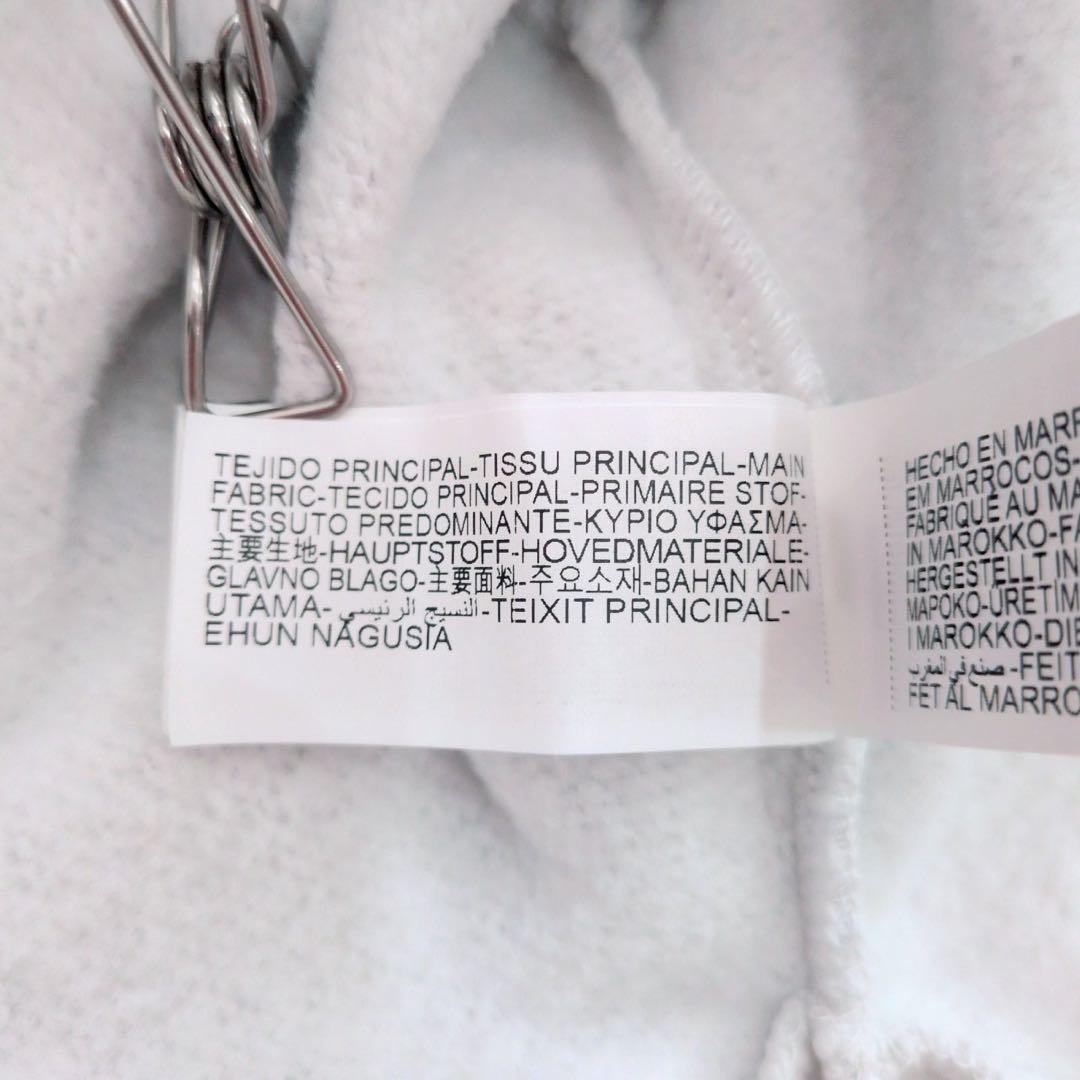 TEJIDO PRINCIPAL-TISSU PRINCIPAL-MAIN
FABRIC-TECIDO PRINCIPAL-PRIMAIRE STOF-
TESSUTO PREDOMINANTE-ΚΥΡΙΟ ΥΦΑΣΜΑ-
主要生地-HAUPTSTOFF-HOVEDMATERIALE-
GLAVNO BLAGO-主要面料-주요소재-BAHAN KAIN
UTAMA-النسيج الرئيسي-TEIXIT PRINCIPAL-
EHUN NAGUSIA
HECHO EN MARR
EM MARROCOS-
FABRIQUÉ AU MA
IN MAROKKO-FA
HERGESTELLT IN
ΜΑΡΟΚΟ-ÜRETIM
I MAROKKO-DIE
صنع في المغرب-FEIT
FET AL MARRO